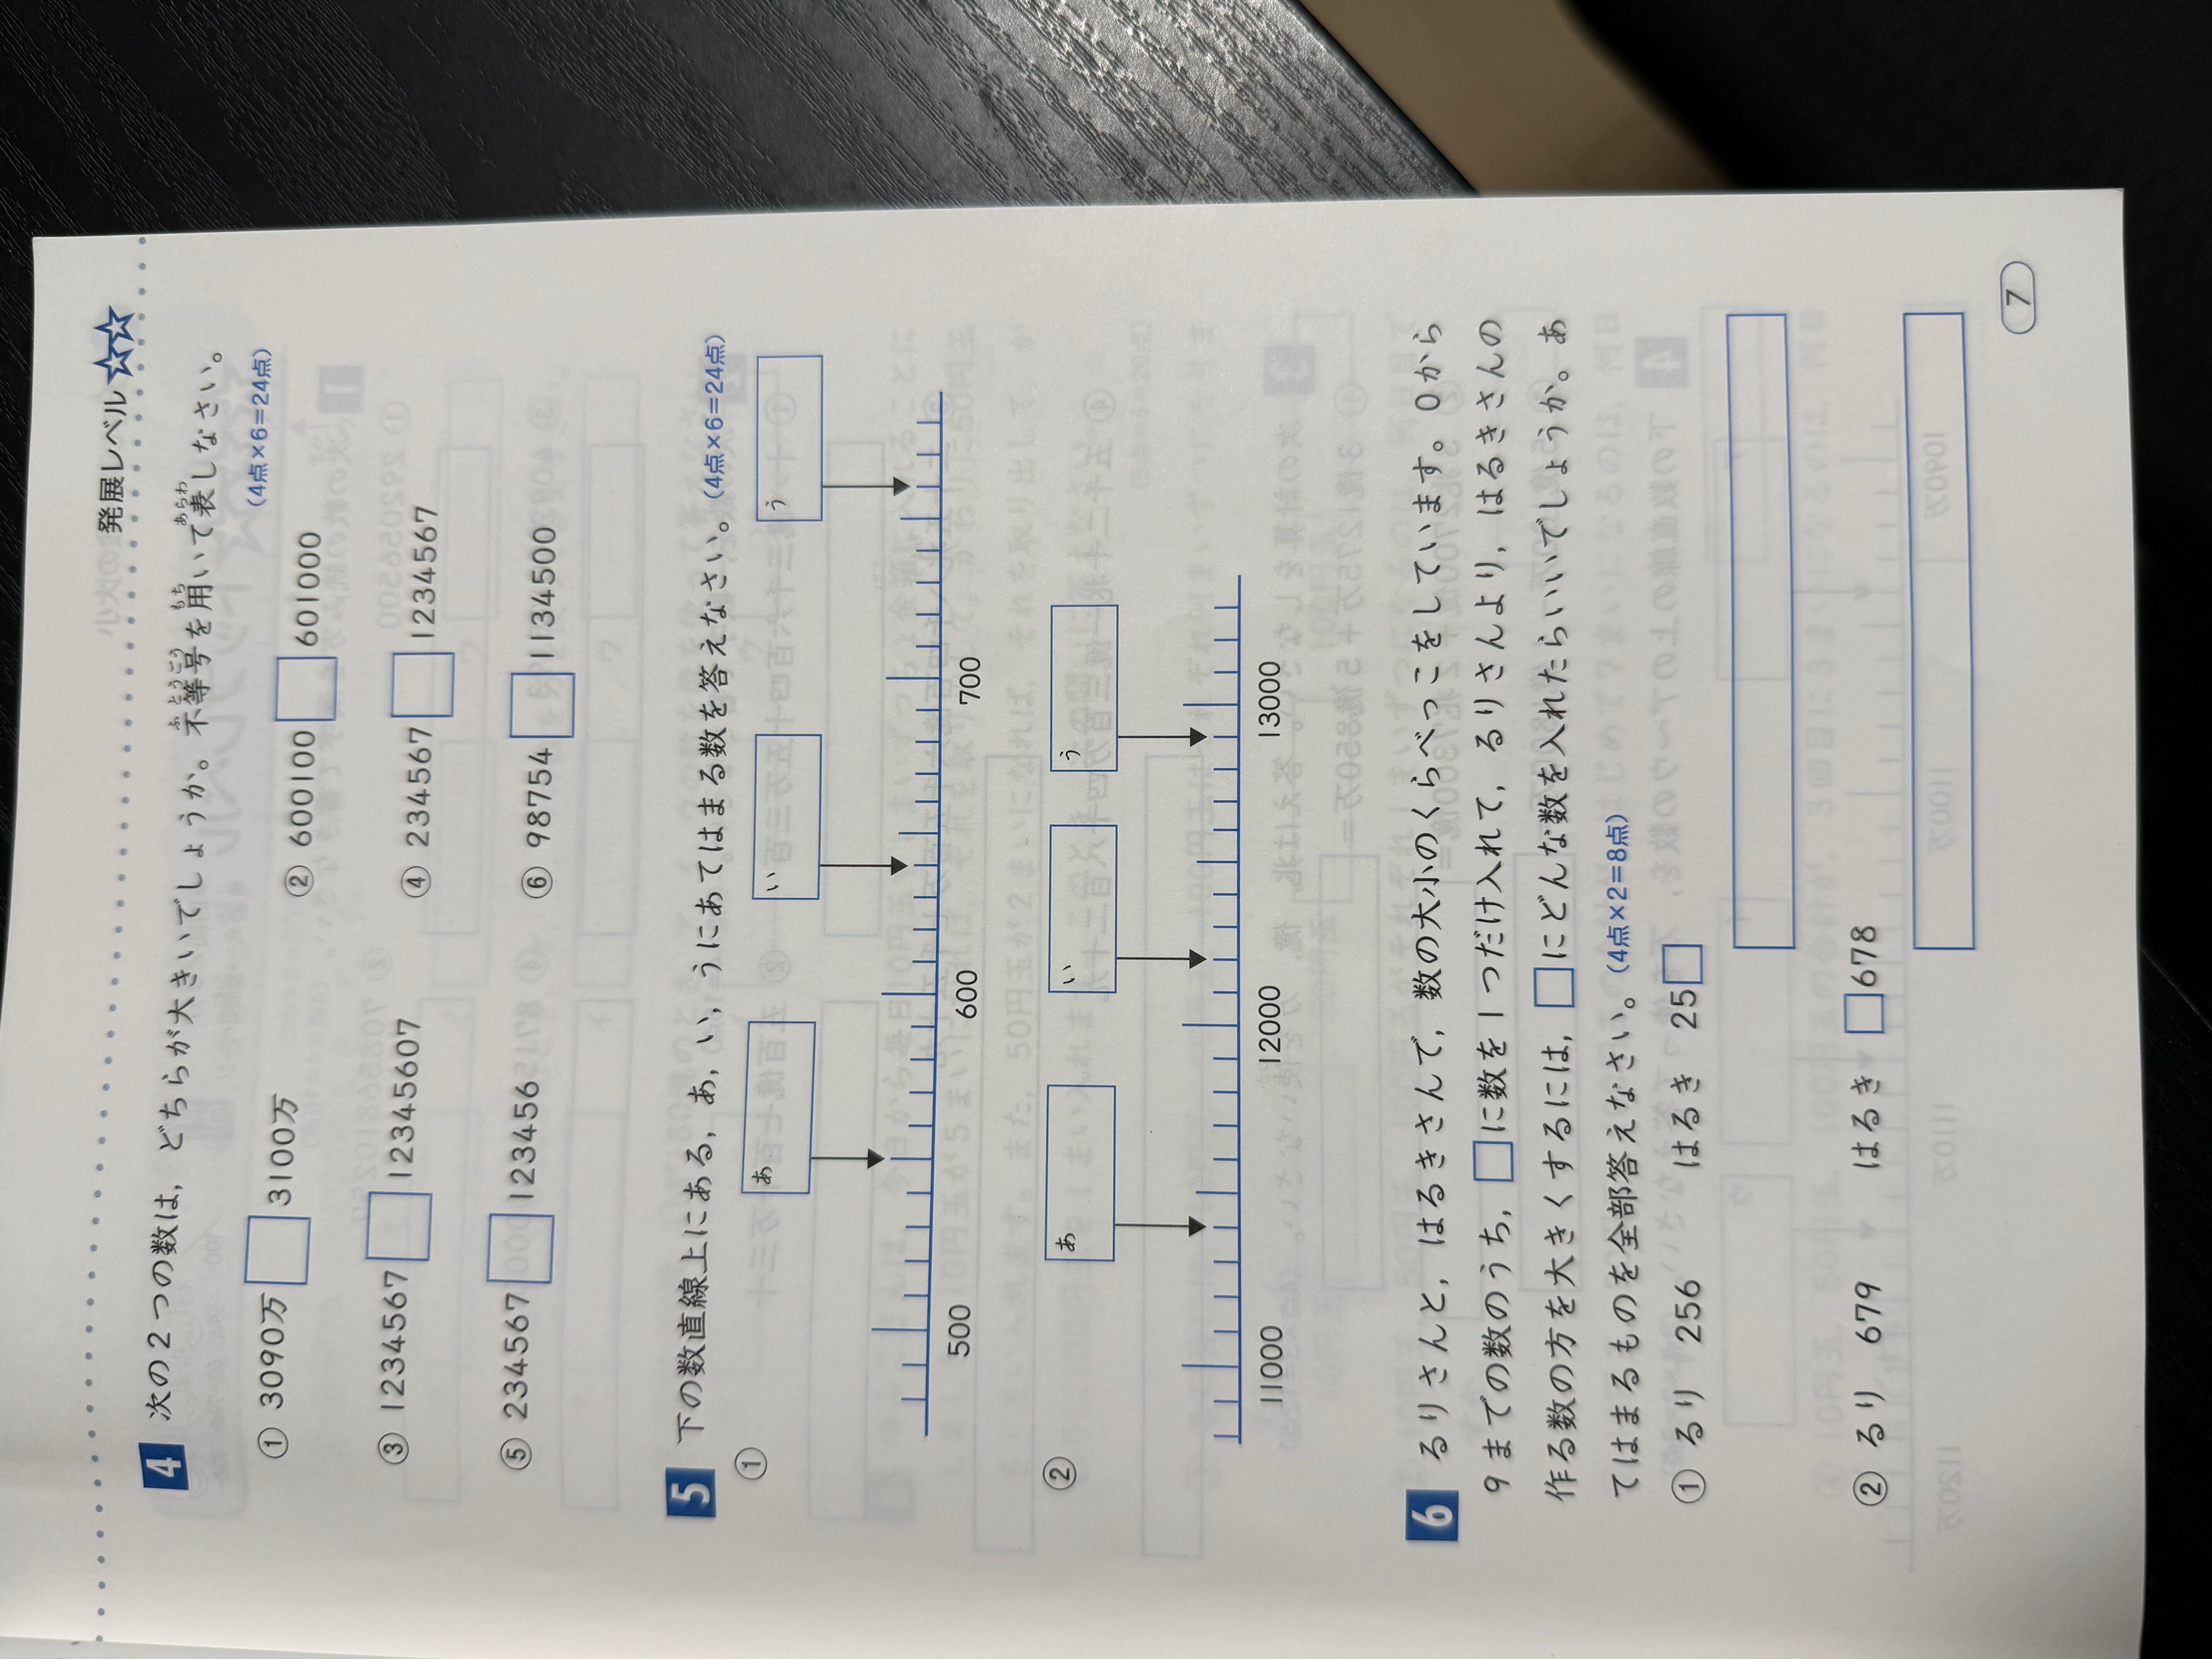 発展レベル
4 次の2つの数は，どちらが大きいでしょうか。不等号を用いて表しなさい。
ふとうごう もち あらわ
(4点×6=24点)
① 3090万 □ 3100万 ② 600100 □ 601000
③ 1234567 □ 12345607 ④ 234567 □ 1234567
⑤ 234567 □ 123456 ⑥ 98754 □ 1134500
5 下の数直線上にある，あ，い，うにあてはまる数を答えなさい。(4点×6=24点)
①
あ い う
500 600 700
②
あ い う
11000 12000 13000
6 るりさんと，はるきさんで，数の大小のくらべっこをしています。0から
9までの数のうち，□に数を1つだけ入れて，るりさんより，はるきさんの
作る数の方を大きくするには，□にどんな数を入れたらいいでしょうか。あ
てはまるものを全部答えなさい。(4点×2=8点)
① るり 256 はるき 25□
② るり 679 はるき □678
7